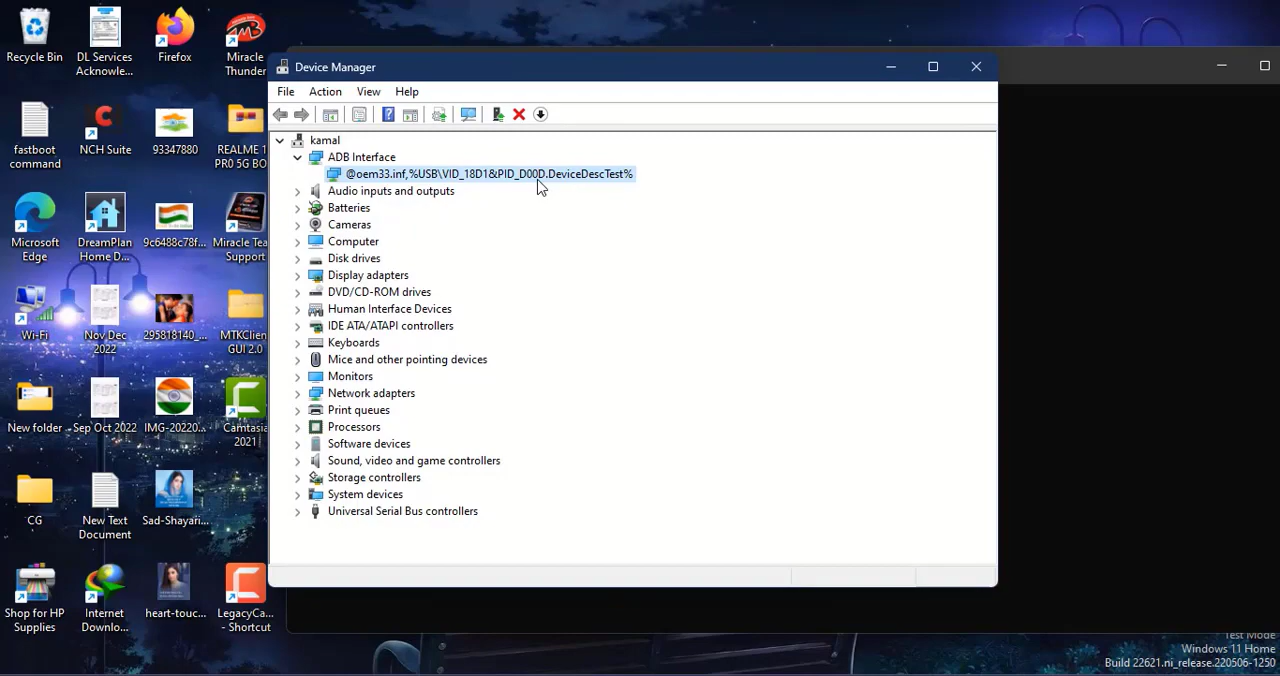 Recycle Bin
DL Services
Acknowle...
Firefox
Miracle
Thunder
fastboot
command
NCH Suite
93347880
REALME 1
PR0 5G BO
Microsoft
Edge
DreamPlan
Home D...
9c6488c78f...
Miracle Tea
Support
Wi-Fi
Nov Dec
2022
295818140_...
MTKClien
GUI 2.0
New folder
Sep Oct 2022
IMG-20220...
Camtasia
2021
CG
New Text
Document
Sad-Shayari...
Shop for HP
Supplies
Internet
Downlo...
heart-touc...
LegacyCa...
- Shortcut
Device Manager
File Action View Help
kamal
ADB Interface
@oem33.inf,%USB\VID_18D1&PID_D00D.DeviceDescTest%
Audio inputs and outputs
Batteries
Cameras
Computer
Disk drives
Display adapters
DVD/CD-ROM drives
Human Interface Devices
IDE ATA/ATAPI controllers
Keyboards
Mice and other pointing devices
Monitors
Network adapters
Print queues
Processors
Software devices
Sound, video and game controllers
Storage controllers
System devices
Universal Serial Bus controllers
Test Mode
Windows 11 Home
Build 22621.ni_release.220506-1250